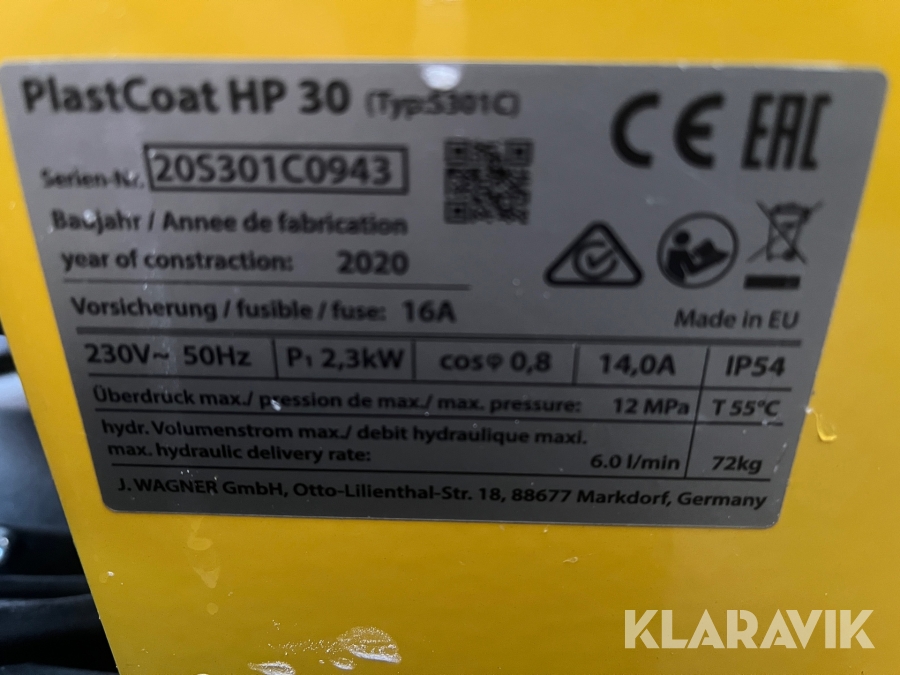 PlastCoat HP 30 (Typ:S301C)
CE EAC
Serien-Nr. 20S301C0943
Baujahr / Annee de fabrication
year of construction: 2020
Vorsicherung / fusible / fuse: 16A
Made in EU
230V~ 50Hz P1 2,3kW cosφ 0,8 14,0A IP54
Überdruck max./ pression de max./ max. pressure: 12 MPa T 55°C
hydr. Volumenstrom max./ debit hydraulique maxi.
max. hydraulic delivery rate: 6.0 l/min 72kg
J. WAGNER GmbH, Otto-Lilienthal-Str. 18, 88677 Markdorf, Germany
KLARAVIK